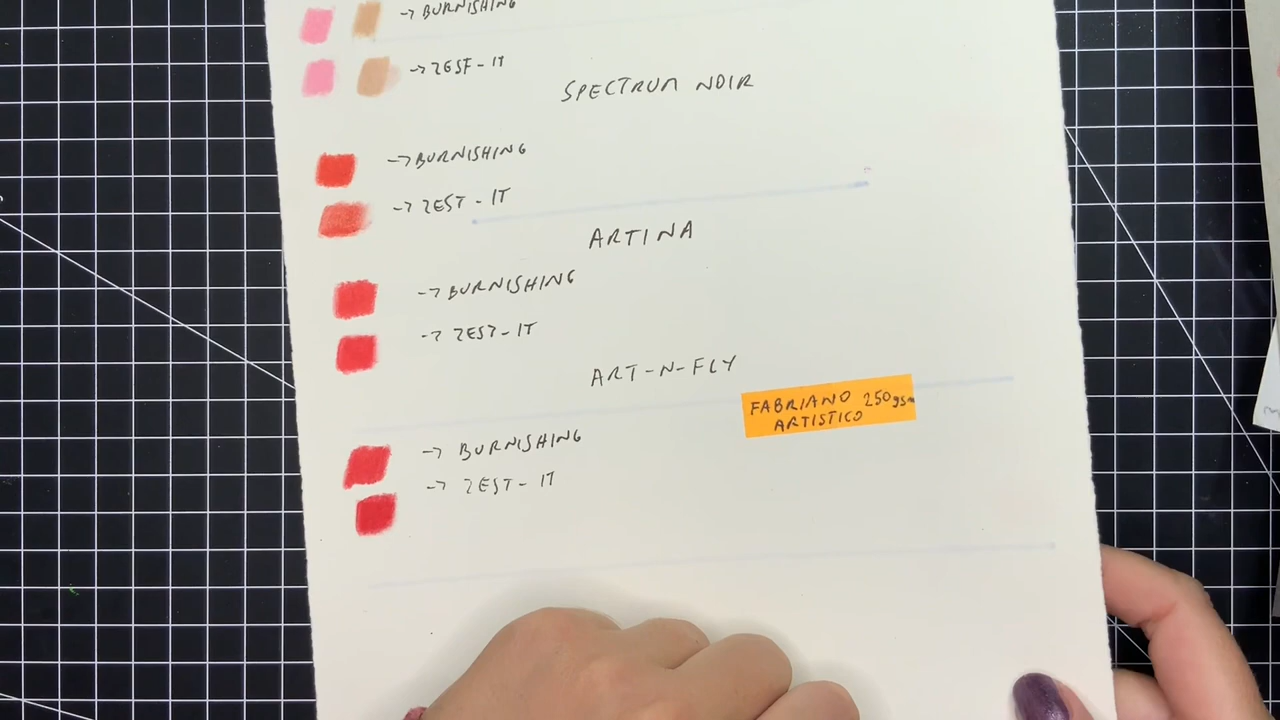 → BURNISHING
→ ZEST-IT
SPECTRUM NOIR
→ BURNISHING
→ ZEST-IT
ARTINA
→ BURNISHING
→ ZEST-IT
ART-N-FLY
FABRIANO 250gsm
ARTISTICO
→ BURNISHING
→ ZEST-IT